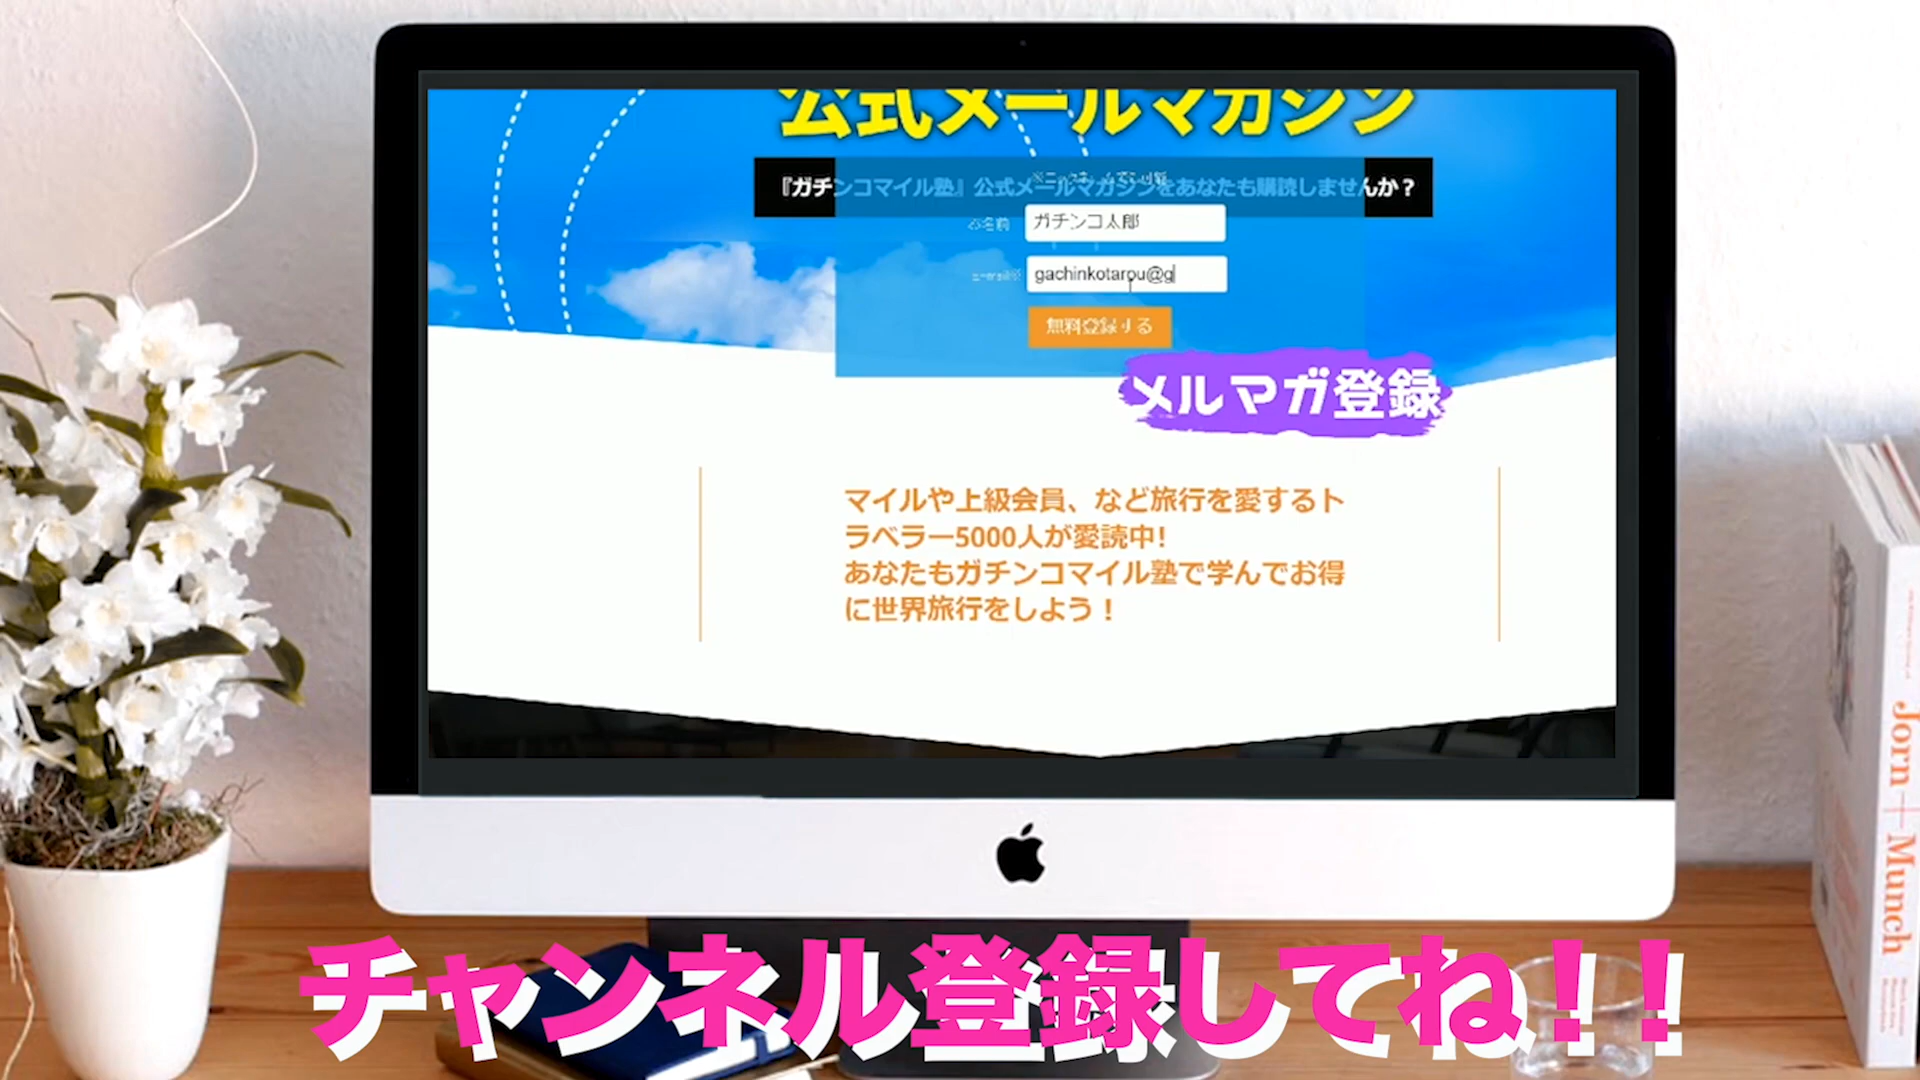 公式メールマガジン
『ガチンコマイル塾』公式メールマガジンをあなたも購読しませんか？
お名前
ガチンコ太郎
gachinkotarou@g
無料登録する
メルマガ登録
マイルや上級会員、など旅行を愛するト
ラベラー5000人が愛読中!
あなたもガチンコマイル塾で学んでお得
に世界旅行をしよう！
Jorn + Munch
チャンネル登録してね！！